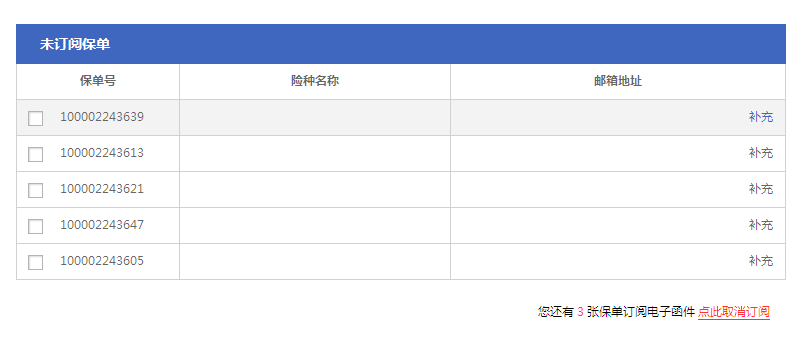 未订阅保单
保单号 险种名称 邮箱地址
100002243639 补充
100002243613 补充
100002243621 补充
100002243647 补充
100002243605 补充
您还有 3 张保单订阅电子函件 点此取消订阅